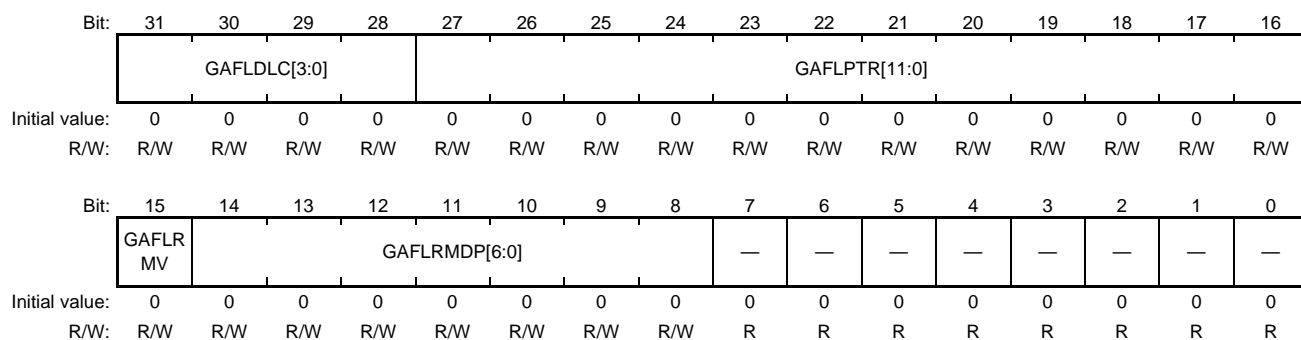 Bit: 31 30 29 28 27 26 25 24 23 22 21 20 19 18 17 16
GAFLDLC[3:0] GAFLPTR[11:0]
Initial value: 0 0 0 0 0 0 0 0 0 0 0 0 0 0 0 0
R/W: R/W R/W R/W R/W R/W R/W R/W R/W R/W R/W R/W R/W R/W R/W R/W R/W
Bit: 15 14 13 12 11 10 9 8 7 6 5 4 3 2 1 0
GAFLR
MV GAFLRMDP[6:0] — — — — — — — —
Initial value: 0 0 0 0 0 0 0 0 0 0 0 0 0 0 0 0
R/W: R/W R/W R/W R/W R/W R/W R/W R/W R R R R R R R R